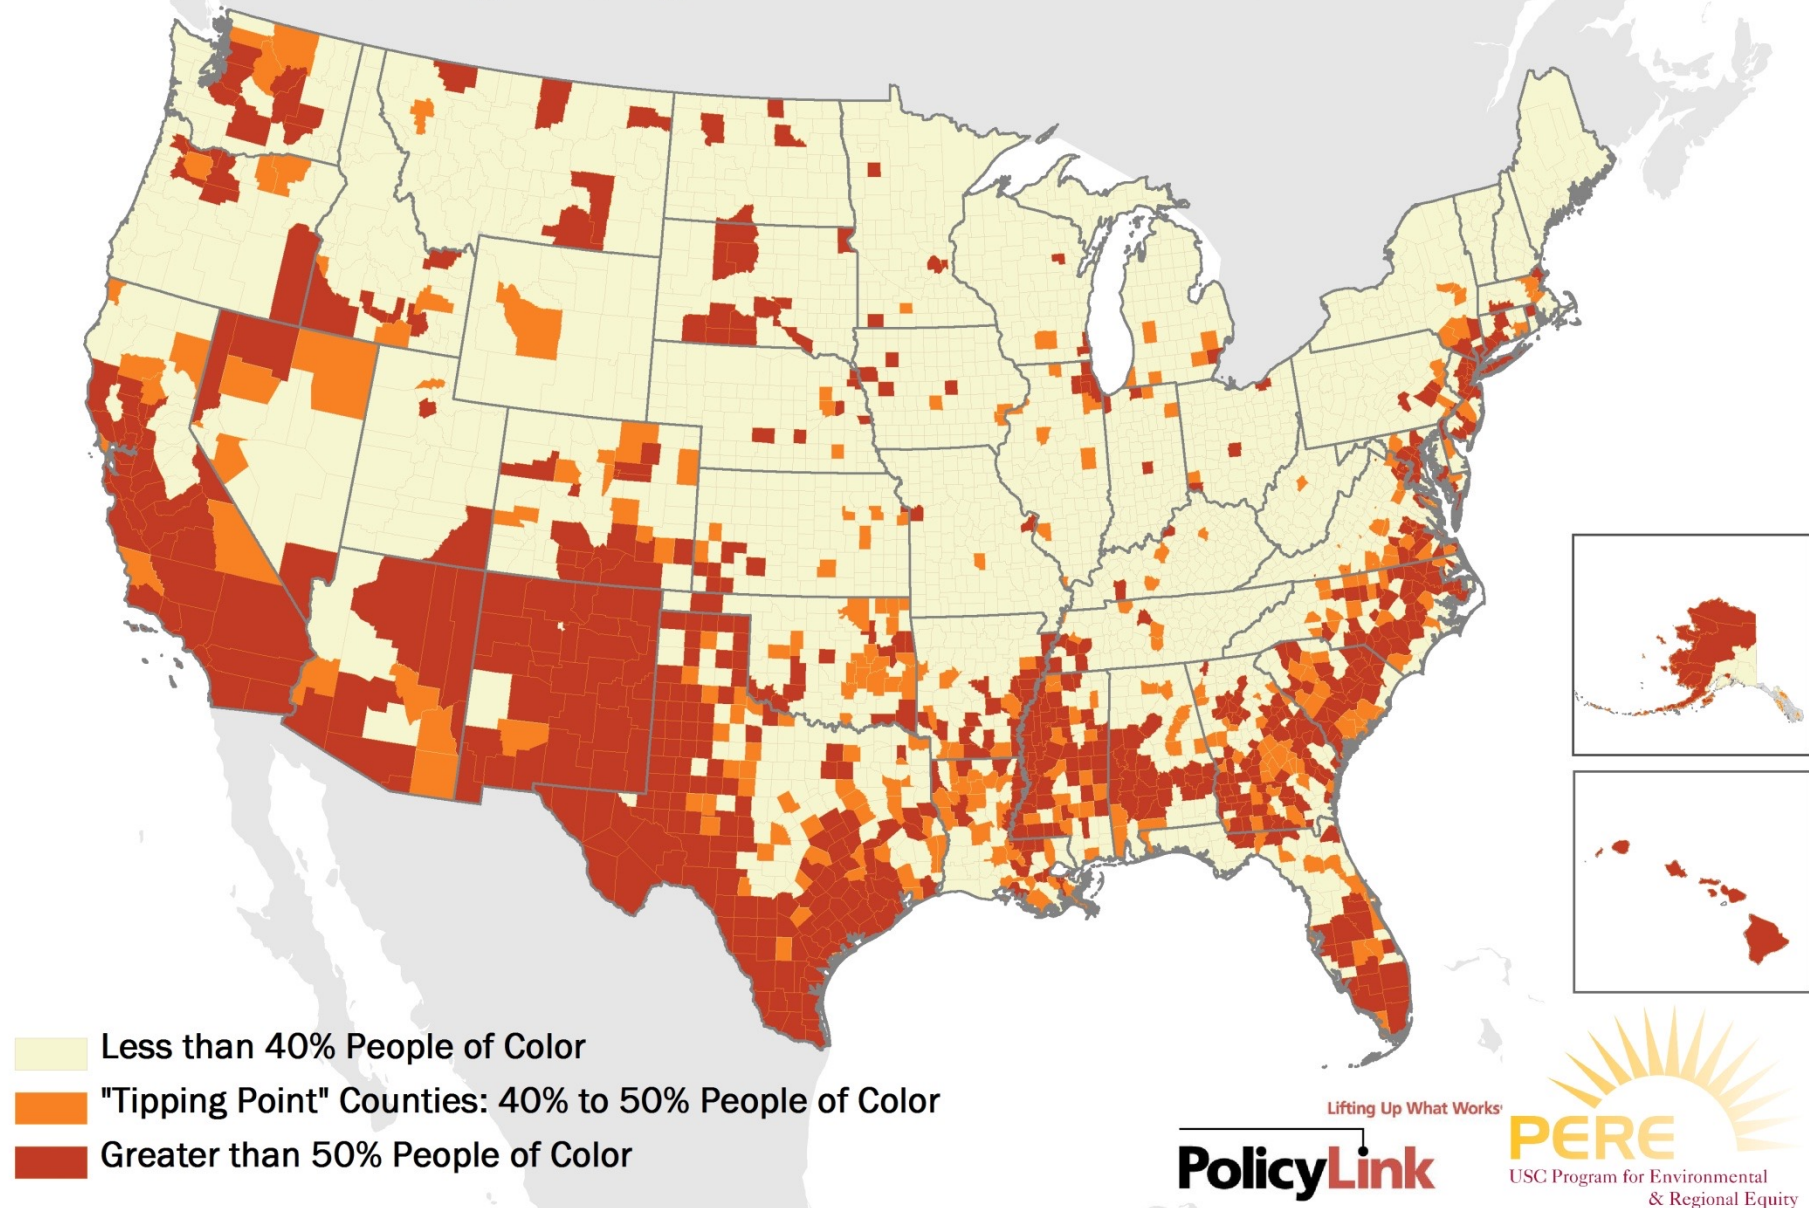 Less than 40% People of Color
"Tipping Point" Counties: 40% to 50% People of Color
Greater than 50% People of Color
Lifting Up What Works
PolicyLink
PERE
USC Program for Environmental
& Regional Equity